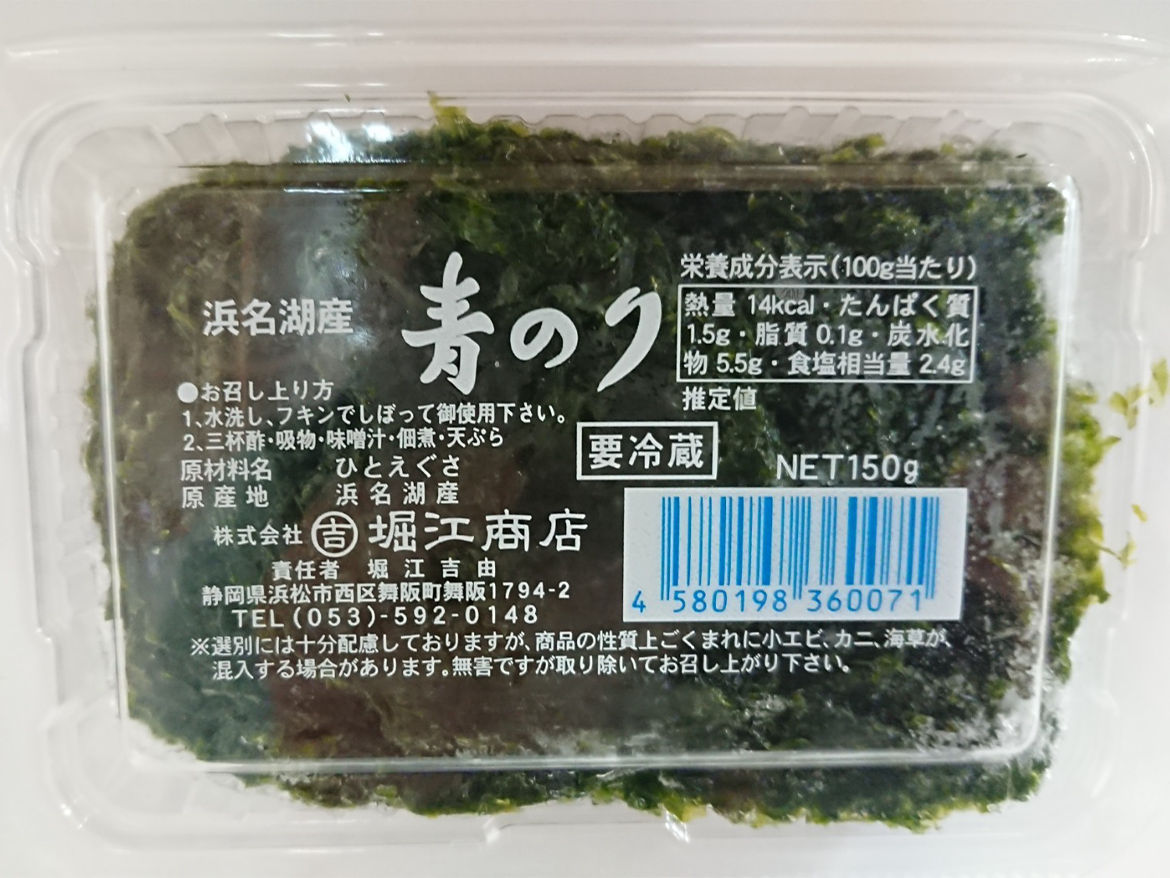 浜名湖産
青のり
栄養成分表示(100g当たり)
熱量 14kcal・たんぱく質
1.5g・脂質 0.1g・炭水化
物 5.5g・食塩相当量 2.4g
推定値
●お召し上り方
1、水洗し、フキンでしぼって御使用下さい。
2、三杯酢・吸物・味噌汁・佃煮・天ぷら
原材料名 ひとえぐさ
原産地 浜名湖産
要冷蔵
NET150g
株式会社 吉 堀江商店
責任者 堀江吉由
静岡県浜松市西区舞阪町舞阪1794-2
TEL(053)-592-0148
4 580198 360071
※選別には十分配慮しておりますが、商品の性質上ごくまれに小エビ、カニ、海草が、
混入する場合があります。無害ですが取り除いてお召し上がり下さい。